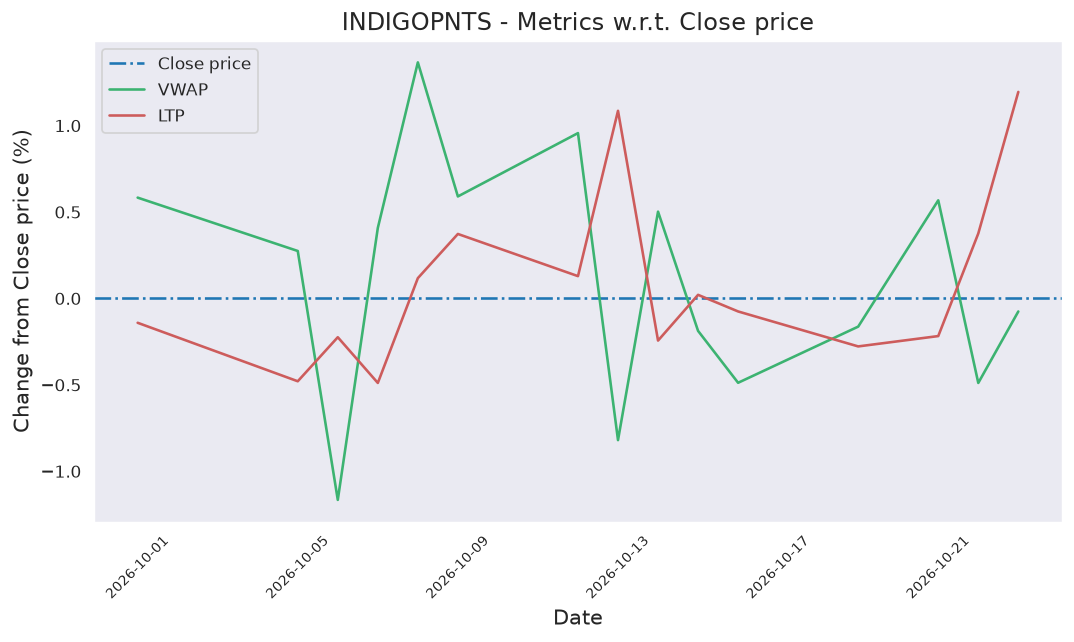 INDIGOPNTS - Metrics w.r.t. Close price
Close price
VWAP
LTP
Change from Close price (%)
1.0
0.5
0.0
−0.5
−1.0
2026-10-01
2026-10-05
2026-10-09
2026-10-13
2026-10-17
2026-10-21
Date